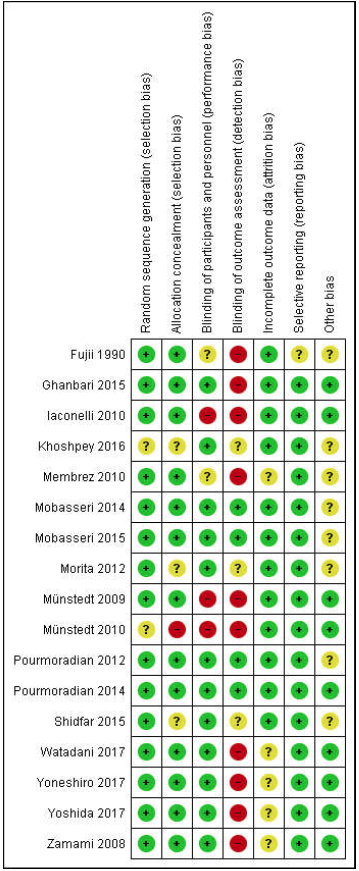 Random sequence generation (selection bias)
Allocation concealment (selection bias)
Blinding of participants and personnel (performance bias)
Blinding of outcome assessment (detection bias)
Incomplete outcome data (attrition bias)
Selective reporting (reporting bias)
Other bias
Fujii 1990 + + ? - + ? ?
Ghanbari 2015 + + + - + + +
Iaconelli 2010 + + - - + + +
Khoshpey 2016 ? ? + ? + + ?
Membrez 2010 + + ? - ? + ?
Mobasseri 2014 + + + + + + ?
Mobasseri 2015 + + + + + + ?
Morita 2012 + ? + ? + + ?
Münstedt 2009 + + - - + + +
Münstedt 2010 ? - - - + + +
Pourmoradian 2012 + + + + + + ?
Pourmoradian 2014 + + + + + + +
Shidfar 2015 + ? + ? + + ?
Watadani 2017 + + + - ? + +
Yoneshiro 2017 + + + - ? + +
Yoshida 2017 + + + - ? + +
Zamami 2008 + + + - ? + +